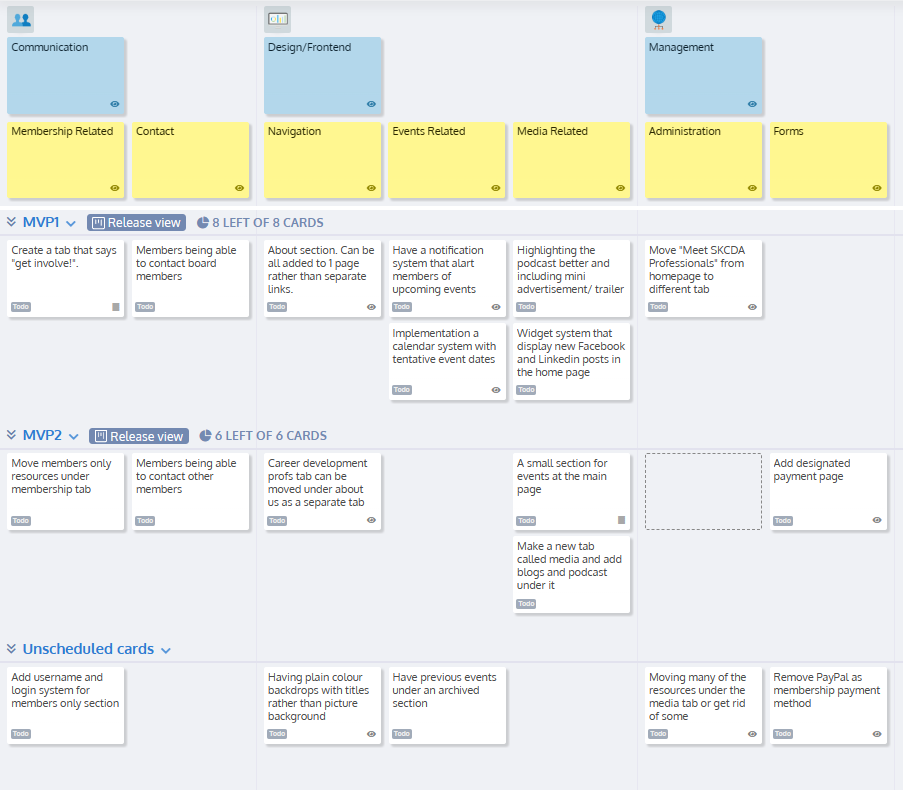 Communication
Design/Frontend
Management
Membership Related
Contact
Navigation
Events Related
Media Related
Administration
Forms
MVP1
Release view
8 LEFT OF 8 CARDS
Create a tab that says
"get involve!".
Todo
Members being able
to contact board
members
Todo
About section. Can be
all added to 1 page
rather than separate
links.
Todo
Have a notification
system that alart
members of
upcoming events
Todo
Highlighting the
podcast better and
including mini
advertisement/ trailer
Todo
Move "Meet SKCDA
Professionals" from
homepage to
different tab
Todo
Implementation a
calendar system with
tentative event dates
Todo
Widget system that
display new Facebook
and Linkedin posts in
the home page
Todo
MVP2
Release view
6 LEFT OF 6 CARDS
Move members only
resources under
membership tab
Todo
Members being able
to contact other
members
Todo
Career development
profs tab can be
moved under about
us as a separate tab
Todo
A small section for
events at the main
page
Todo
Add designated
payment page
Todo
Make a new tab
called media and add
blogs and podcast
under it
Todo
Unscheduled cards
Add username and
login system for
members only section
Todo
Having plain colour
backdrops with titles
rather than picture
background
Todo
Have previous events
under an archived
section
Todo
Moving many of the
resources under the
media tab or get rid
of some
Todo
Remove PayPal as
membership payment
method
Todo